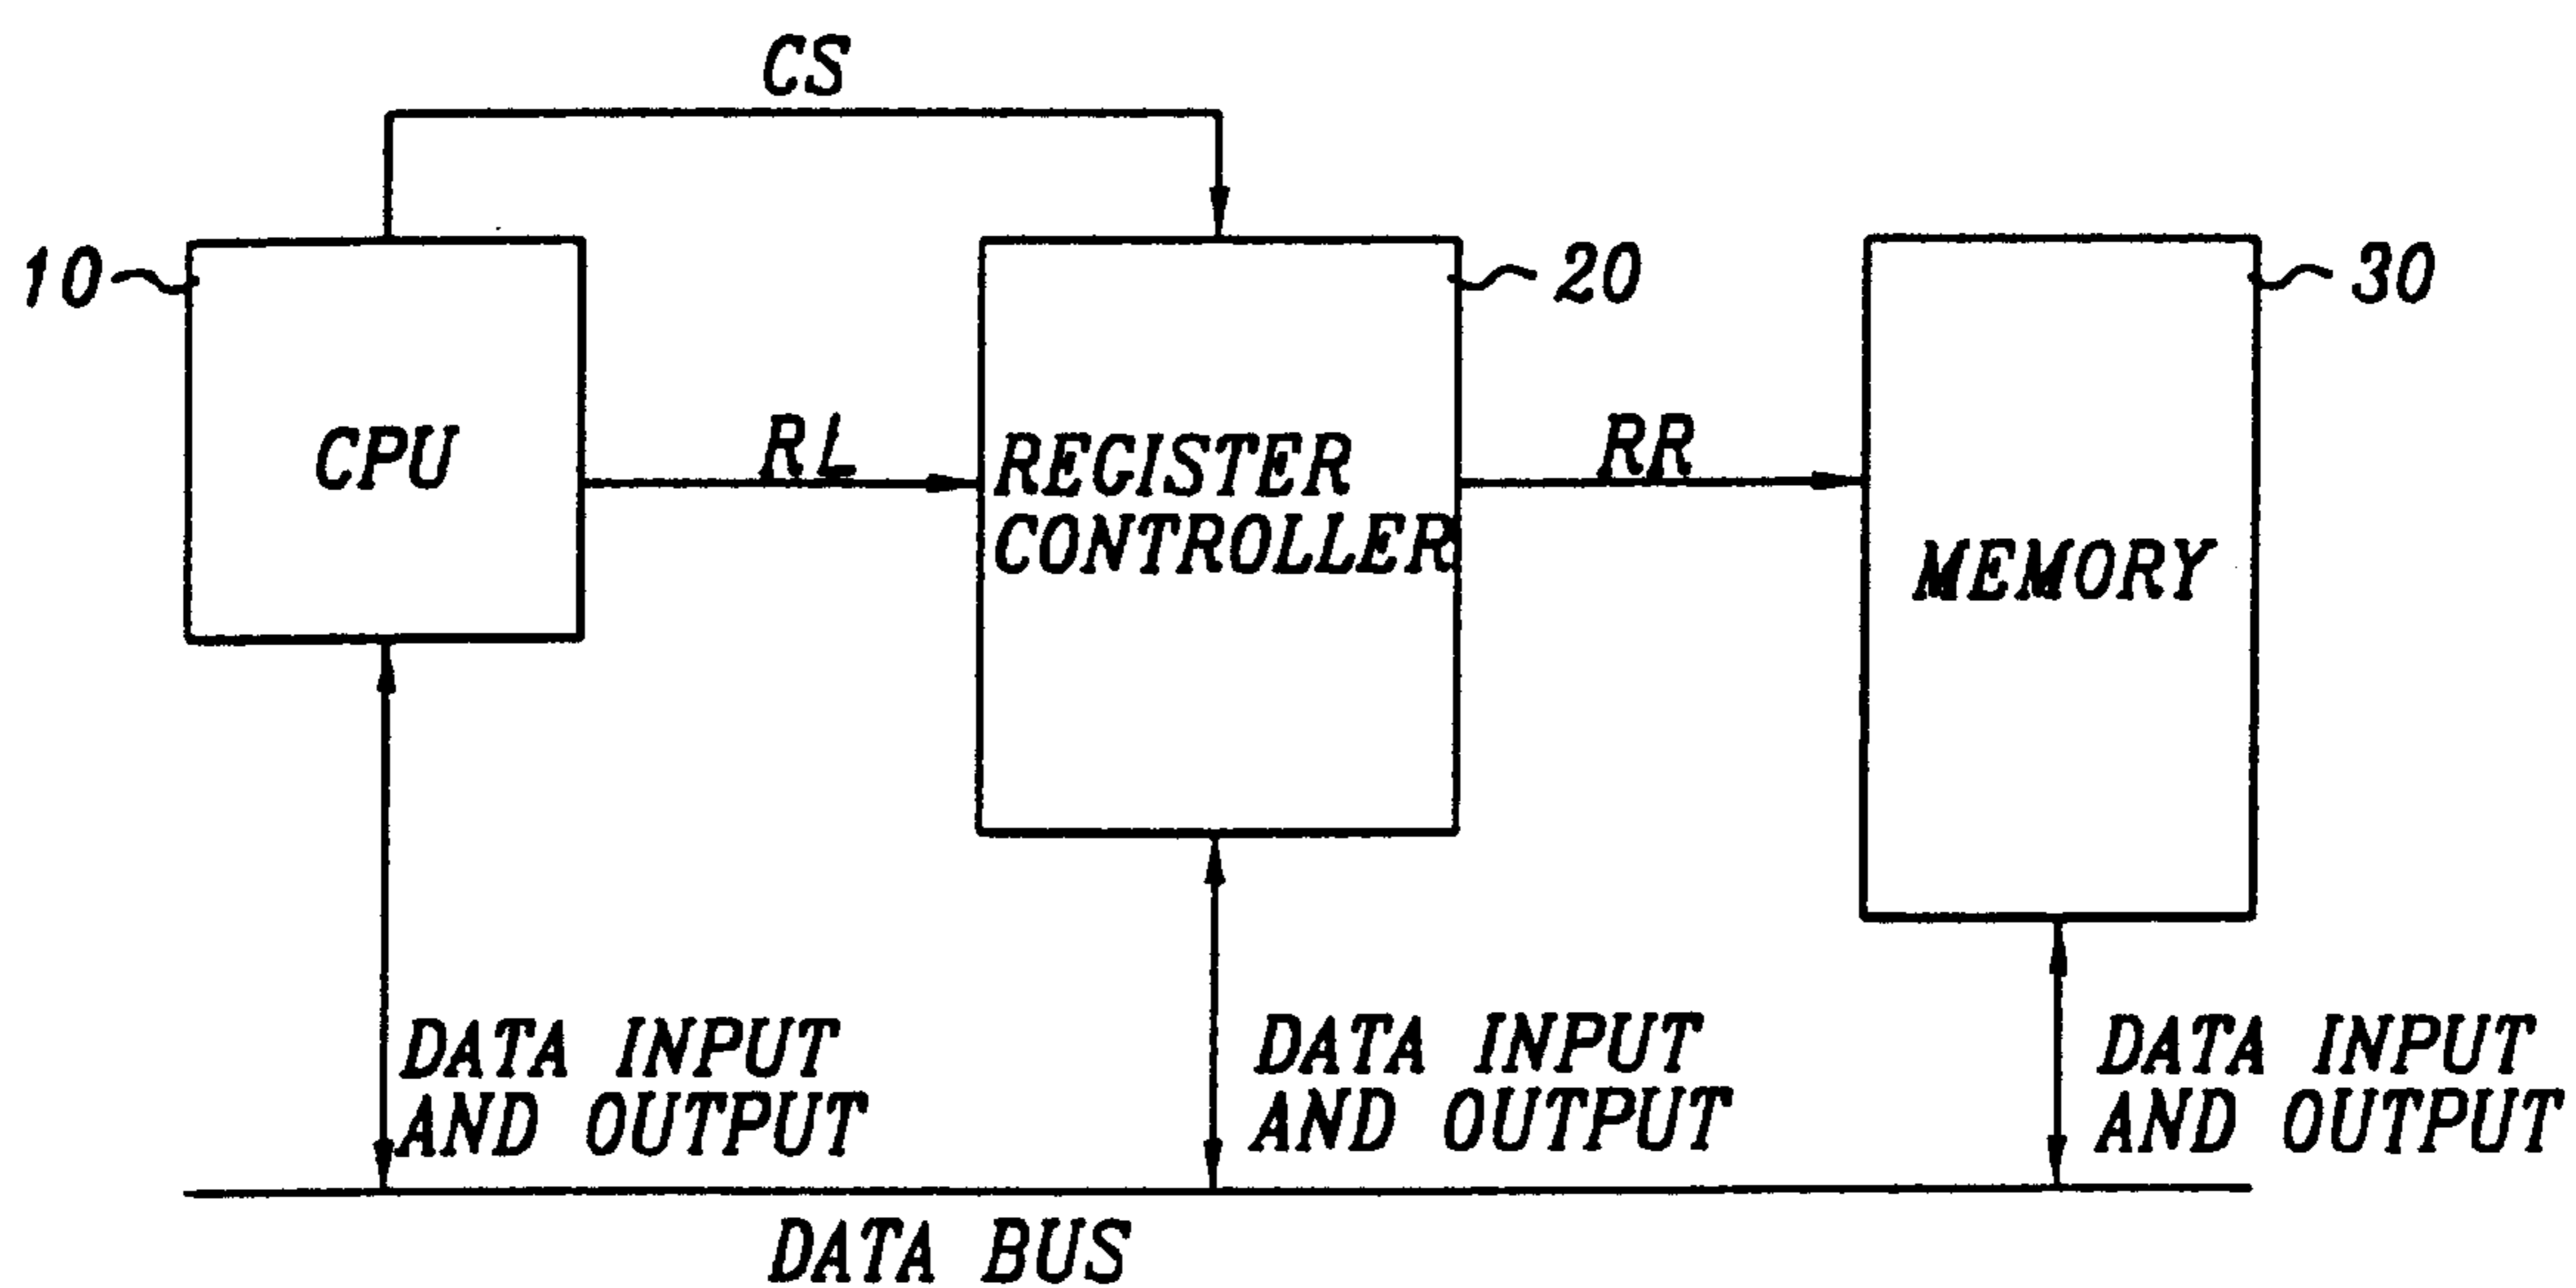 CS
10
20
30
CPU
RL
REGISTER
CONTROLLER
RR
MEMORY
DATA INPUT
AND OUTPUT
DATA INPUT
AND OUTPUT
DATA INPUT
AND OUTPUT
DATA BUS